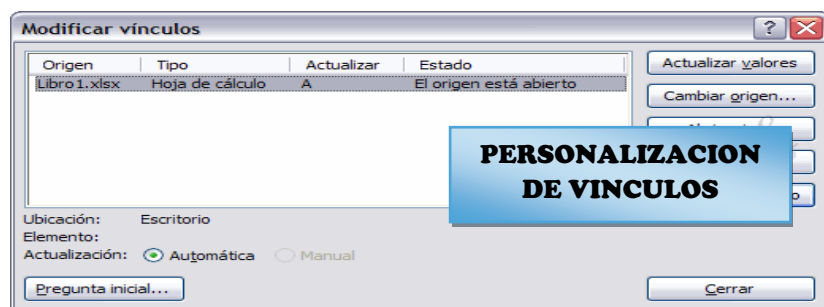 Modificar vínculos
Origen Tipo Actualizar Estado
Libro1.xlsx Hoja de cálculo A El origen está abierto
Actualizar valores
Cambiar origen...
PERSONALIZACION
DE VINCULOS
Ubicación: Escritorio
Elemento:
Actualización: Automática Manual
Pregunta inicial...
Cerrar